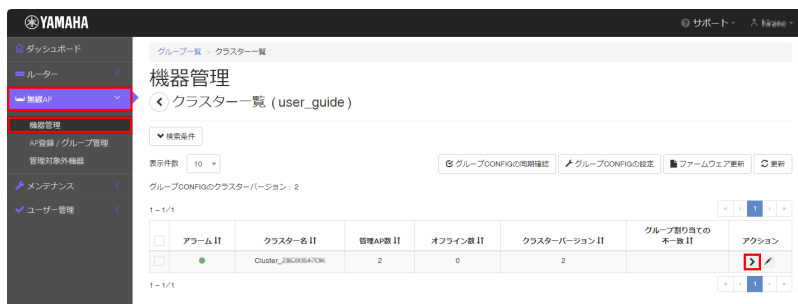 YAMAHA
サポート
hirano
ダッシュボード
ルーター
無線AP
機器管理
AP登録 / グループ管理
管理対象外機器
メンテナンス
ユーザー管理
グループ一覧 > クラスター一覧
機器管理
クラスター一覧 ( user_guide )
検索条件
表示件数 10
グループCONFIGの同期確認
グループCONFIGの設定
ファームウェア更新
更新
グループCONFIGのクラスターバージョン : 2
1 – 1/1
« ‹ 1 › »
アラーム クラスター名 管理AP数 オフライン数 クラスターバージョン グループ割り当ての不一致 アクション
Cluster_ 2 0 2
1 – 1/1
« ‹ 1 › »